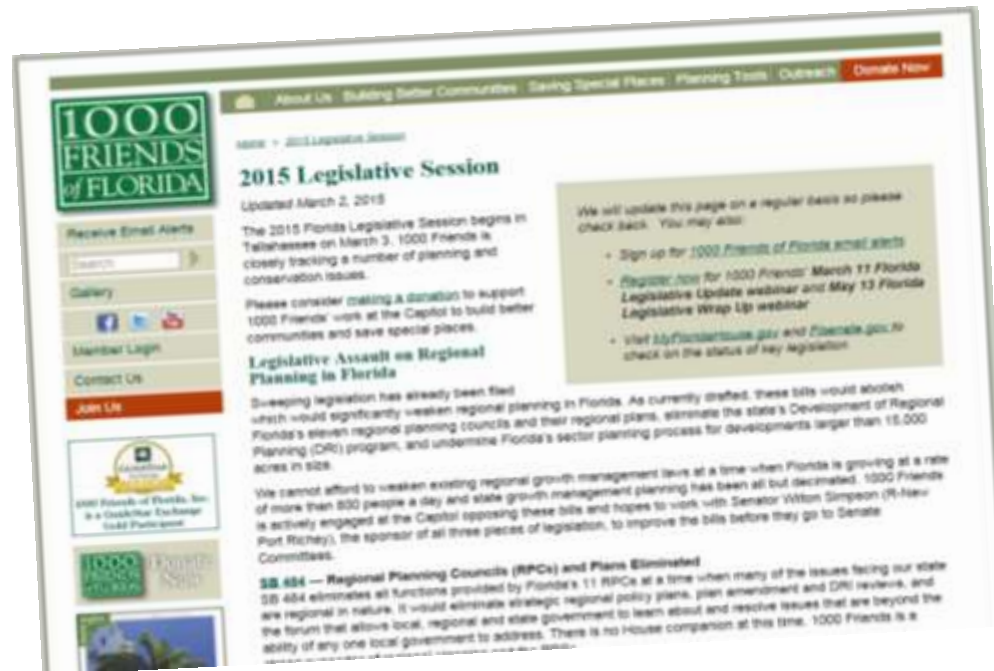 About Us Building Better Communities Saving Special Places Planning Tools Outreach Donate Now
1000
FRIENDS
of FLORIDA
Home > 2015 Legislative Session
2015 Legislative Session
Updated March 2, 2015
The 2015 Florida Legislative Session begins in
Tallahassee on March 3. 1000 Friends is
closely tracking a number of planning and
conservation issues.
Please consider making a donation to support
1000 Friends' work at the Capitol to build better
communities and save special places.
We will update this page on a regular basis so please
check back. You may also:
• Sign up for 1000 Friends of Florida email alerts
• Register now for 1000 Friends' March 11 Florida
Legislative Update webinar and May 13 Florida
Legislative Wrap Up webinar
• Visit MyFloridaHouse.gov and Flsenate.gov to
check on the status of key legislation
Receive Email Alerts
Search
Gallery
Member Login
Contact Us
Join Us
Legislative Assault on Regional
Planning in Florida
Sweeping legislation has already been filed
which would significantly weaken regional planning in Florida. As currently drafted, these bills would abolish
Florida's eleven regional planning councils and their regional plans, eliminate the state's Development of Regional
Planning (DRI) program, and undermine Florida's sector planning process for developments larger than 15,000
acres in size.
We cannot afford to weaken existing regional growth management laws at a time when Florida is growing at a rate
of more than 800 people a day and state growth management planning has been all but decimated. 1000 Friends
is actively engaged at the Capitol opposing these bills and hopes to work with Senator Wilton Simpson (R-New
Port Richey), the sponsor of all three pieces of legislation, to improve the bills before they go to Senate
Committees.
SB 484 — Regional Planning Councils (RPCs) and Plans Eliminated
SB 484 eliminates all functions provided by Florida's 11 RPCs at a time when many of the issues facing our state
are regional in nature. It would eliminate strategic regional policy plans, plan amendment and DRI reviews, and
the forum that allows local, regional and state government to learn about and resolve issues that are beyond the
ability of any one local government to address. There is no House companion at this time. 1000 Friends is a
1000 Friends of Florida, Inc.
is a GuideStar Exchange
Gold Participant
1000
FRIENDS
of FLORIDA
Donate
Now